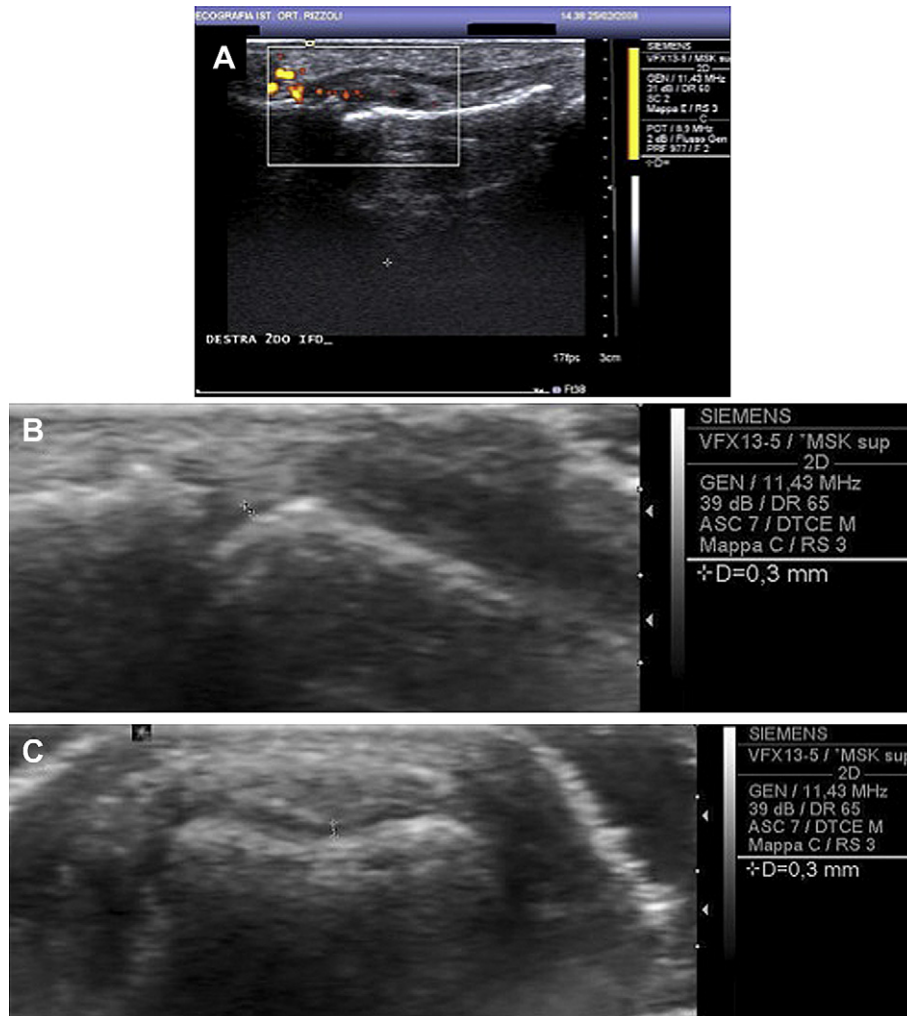 ECOGRAFIA IST. ORT. RIZZOLI 14.38 25/02/2008
A
SIEMENS
VFX13-5 / *MSK su
2D
GEN / 11,43 MHz
31 dB / DR 60
SC 2
Mappa E / RS 3
C
POT / 8,9 MHz
2 dB / Flusso Gen
PRF 977 / F 2
D=
DESTRA 2DO IFD_
17fps 3cm
Ft38
B
SIEMENS
VFX13-5 / *MSK sup
2D
GEN / 11,43 MHz
39 dB / DR 65
ASC 7 / DTCE M
Mappa C / RS 3
D=0,3 mm
C
SIEMENS
VFX13-5 / *MSK sup
2D
GEN / 11,43 MHz
39 dB / DR 65
ASC 7 / DTCE M
Mappa C / RS 3
D=0,3 mm